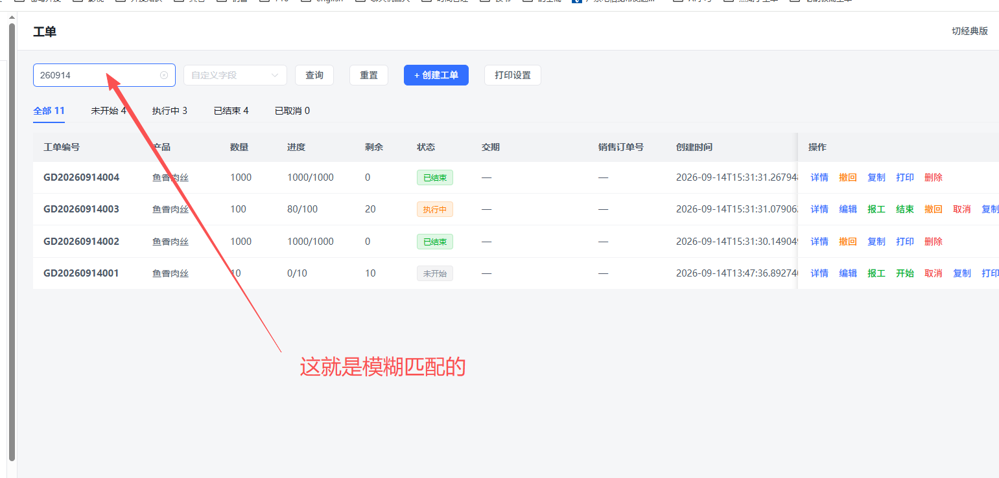 english
工单
切经典版
260914
自定义字段
查询
重置
+ 创建工单
打印设置
全部 11
未开始 4
执行中 3
已结束 4
已取消 0
工单编号 产品 数量 进度 剩余 状态 交期 销售订单号 创建时间 操作
GD20260914004 鱼香肉丝 1000 1000/1000 0 已结束 — — 2026-09-14T15:31:31.26794 详情 撤回 复制 打印 删除
GD20260914003 鱼香肉丝 100 80/100 20 执行中 — — 2026-09-14T15:31:31.07906 详情 编辑 报工 结束 撤回 取消 复制
GD20260914002 鱼香肉丝 1000 1000/1000 0 已结束 — — 2026-09-14T15:31:30.14904 详情 撤回 复制 打印 删除
GD20260914001 鱼香肉丝 10 0/10 10 未开始 — — 2026-09-14T13:47:36.89274 详情 编辑 报工 开始 取消 复制 打印
这就是模糊匹配的